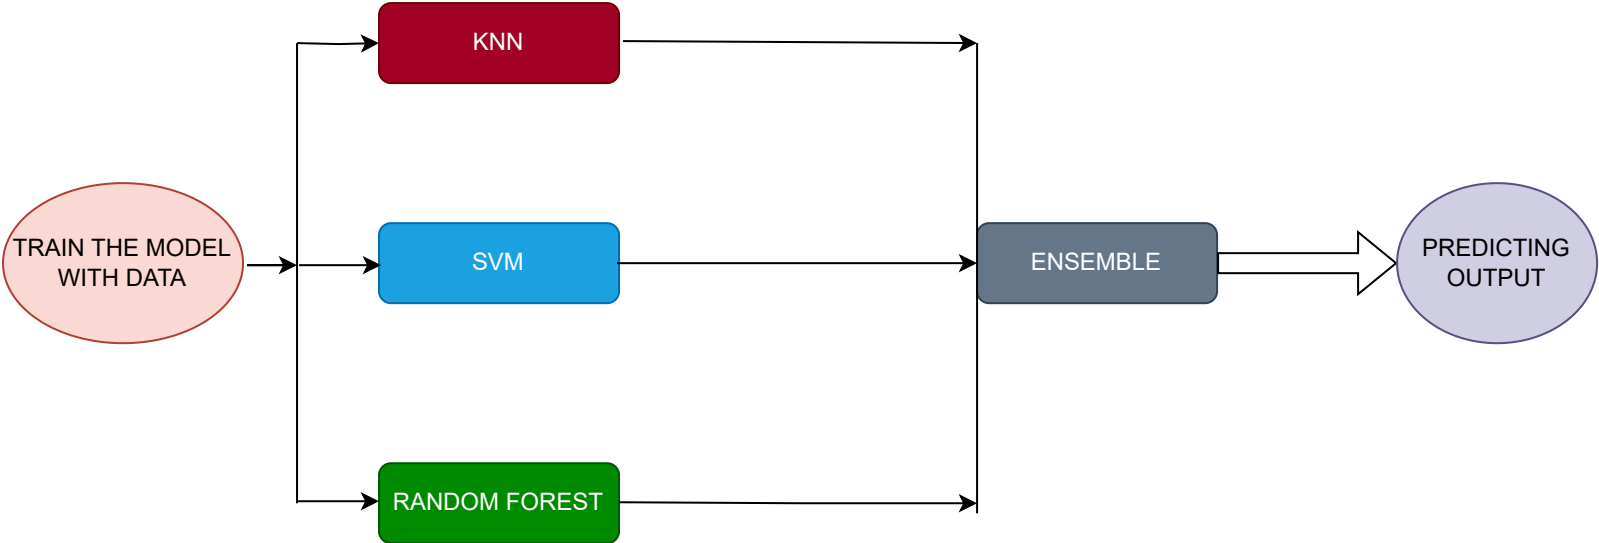 KNN
TRAIN THE MODEL
WITH DATA
SVM
ENSEMBLE
PREDICTING
OUTPUT
RANDOM FOREST